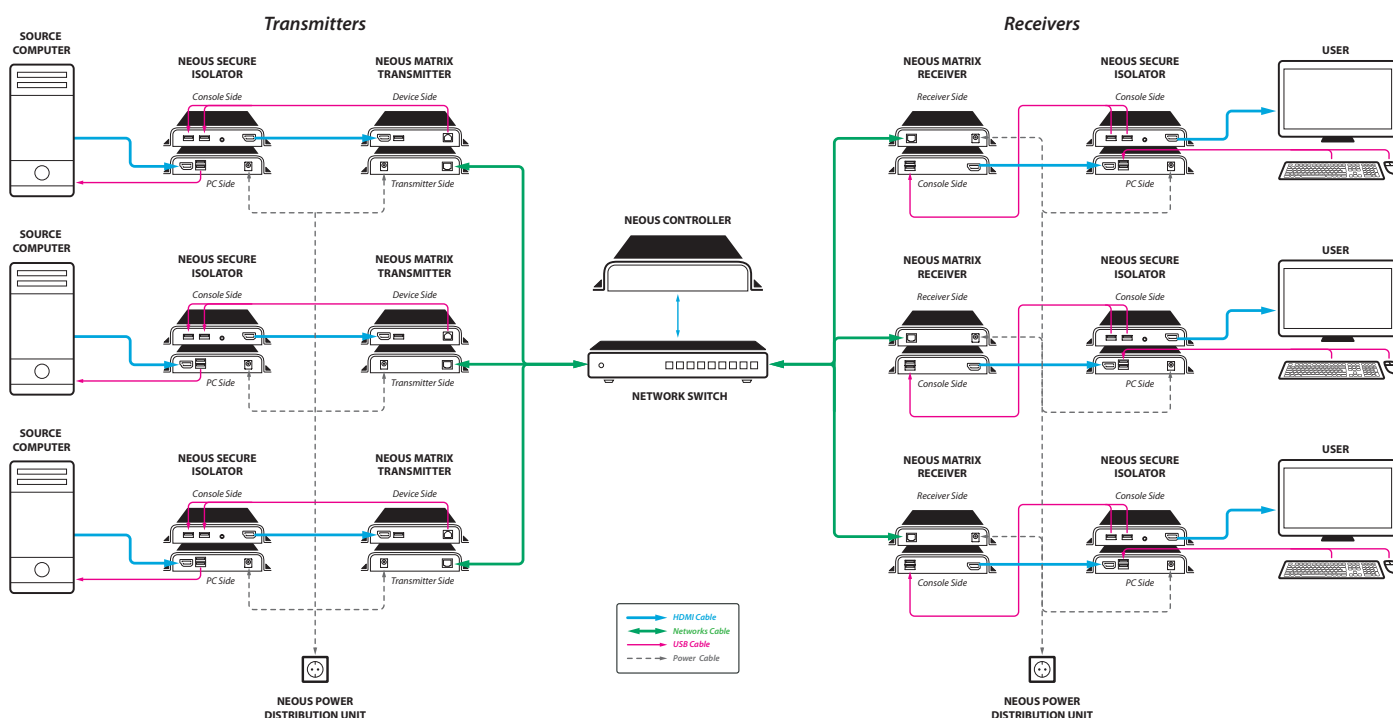 Transmitters
Receivers
SOURCE
COMPUTER
NEOUS SECURE
ISOLATOR
NEOUS MATRIX
TRANSMITTER
Console Side
Device Side
PC Side
Transmitter Side
NEOUS MATRIX
RECEIVER
NEOUS SECURE
ISOLATOR
USER
Receiver Side
Console Side
Console Side
PC Side
NEOUS CONTROLLER
NETWORK SWITCH
SOURCE
COMPUTER
NEOUS SECURE
ISOLATOR
NEOUS MATRIX
TRANSMITTER
Console Side
Device Side
PC Side
Transmitter Side
NEOUS MATRIX
RECEIVER
NEOUS SECURE
ISOLATOR
USER
Receiver Side
Console Side
Console Side
PC Side
SOURCE
COMPUTER
NEOUS SECURE
ISOLATOR
NEOUS MATRIX
TRANSMITTER
Console Side
Device Side
PC Side
Transmitter Side
NEOUS MATRIX
RECEIVER
NEOUS SECURE
ISOLATOR
USER
Receiver Side
Console Side
Console Side
PC Side
HDMI Cable
Networks Cable
USB Cable
Power Cable
NEOUS POWER
DISTRIBUTION UNIT
NEOUS POWER
DISTRIBUTION UNIT